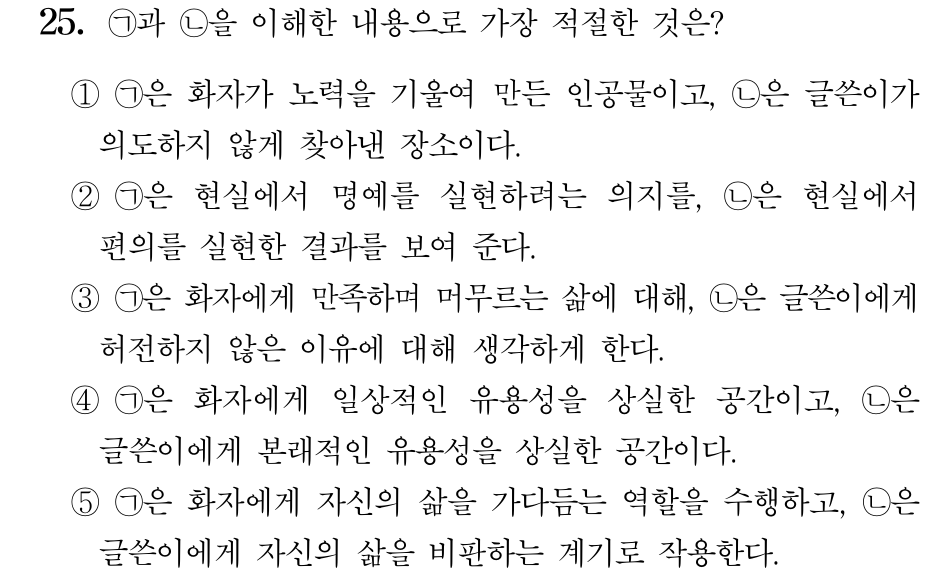 25. ㉠과 ㉡을 이해한 내용으로 가장 적절한 것은?
① ㉠은 화자가 노력을 기울여 만든 인공물이고, ㉡은 글쓴이가
의도하지 않게 찾아낸 장소이다.
② ㉠은 현실에서 명예를 실현하려는 의지를, ㉡은 현실에서
편의를 실현한 결과를 보여 준다.
③ ㉠은 화자에게 만족하며 머무르는 삶에 대해, ㉡은 글쓴이에게
허전하지 않은 이유에 대해 생각하게 한다.
④ ㉠은 화자에게 일상적인 유용성을 상실한 공간이고, ㉡은
글쓴이에게 본래적인 유용성을 상실한 공간이다.
⑤ ㉠은 화자에게 자신의 삶을 가다듬는 역할을 수행하고, ㉡은
글쓴이에게 자신의 삶을 비판하는 계기로 작용한다.